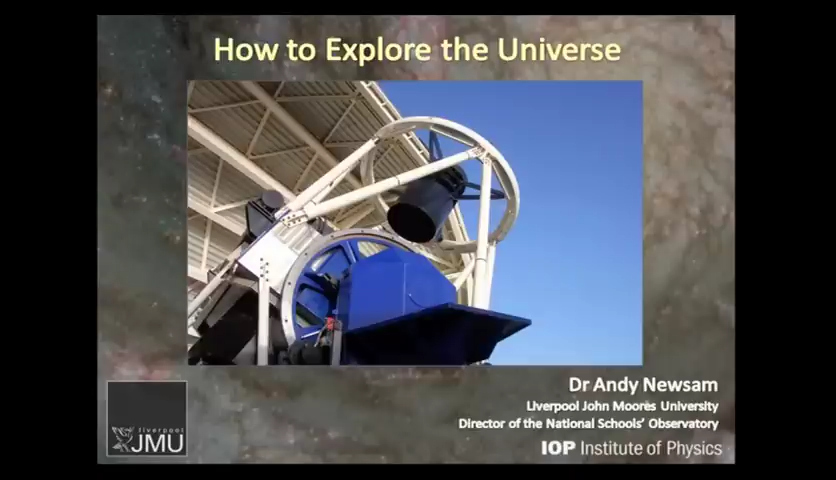 How to Explore the Universe
Dr Andy Newsam
Liverpool John Moores University
Director of the National Schools' Observatory
liverpool
JMU
IOP Institute of Physics